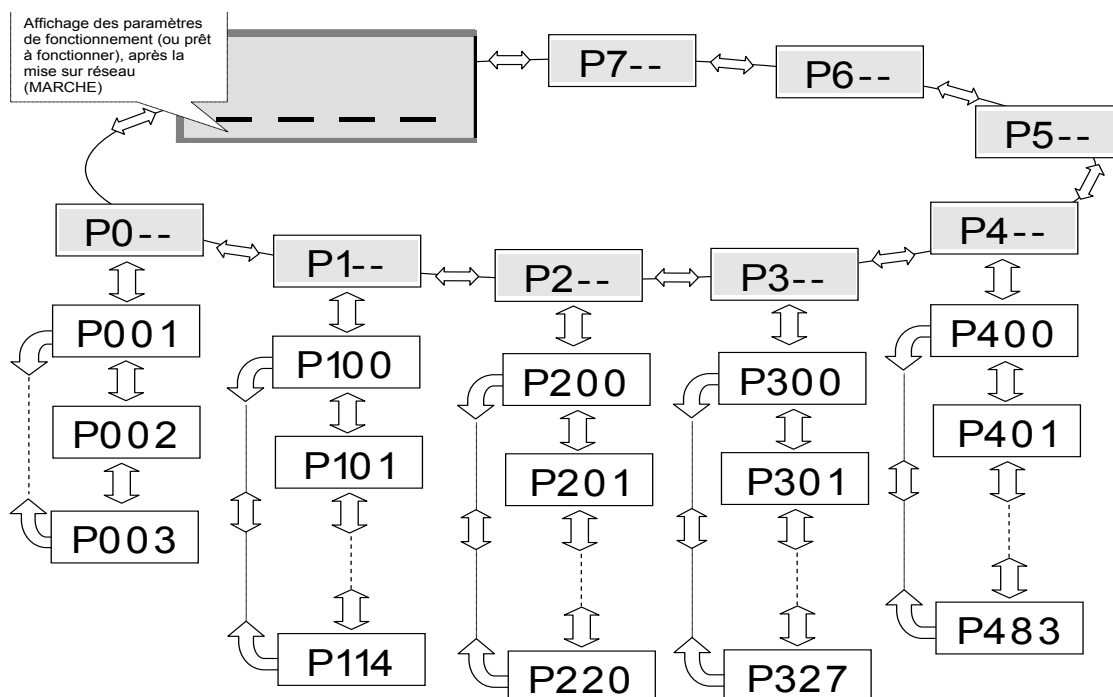 Affichage des paramètres
de fonctionnement (ou prêt
à fonctionner), après la
mise sur réseau
(MARCHE)
_ _ _ _
P7--
P6--
P5--
P4--
P0--
P1--
P2--
P3--
P001
P002
P003
P100
P101
P114
P200
P201
P220
P300
P301
P327
P400
P401
P483